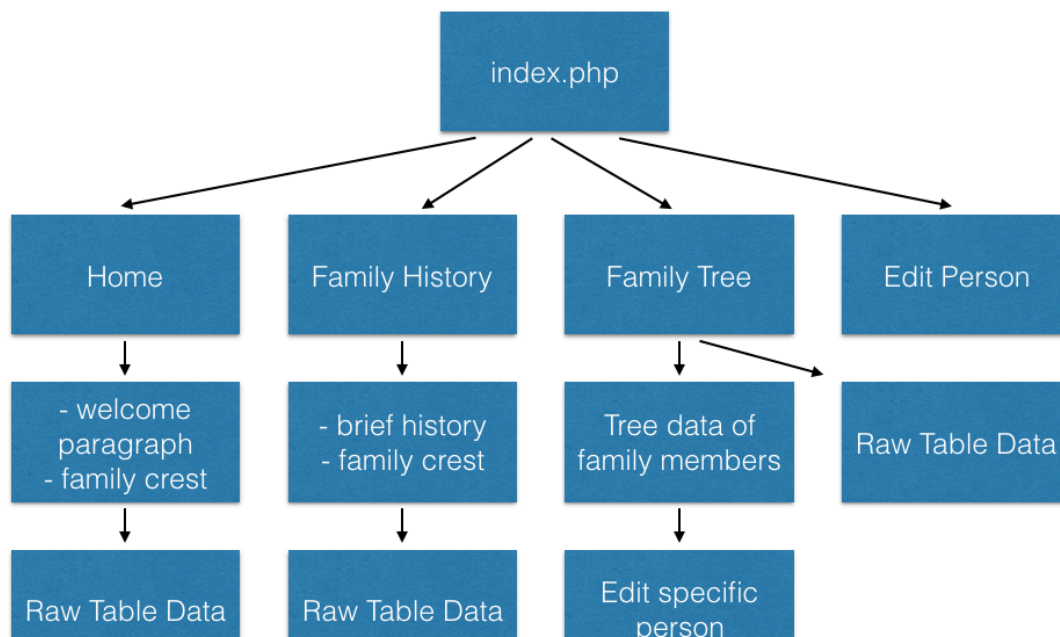 index.php
Home
Family History
Family Tree
Edit Person
- welcome
paragraph
- family crest
- brief history
- family crest
Tree data of
family members
Raw Table Data
Raw Table Data
Raw Table Data
Edit specific
person